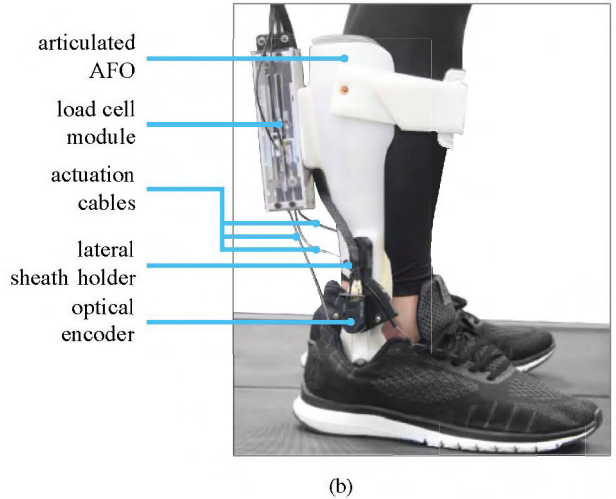 articulated
AFO
load cell
module
actuation
cables
lateral
sheath holder
optical
encoder
(b)